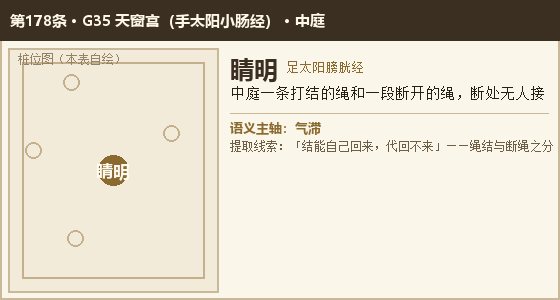 第178条・G35 天窗宫（手太阳小肠经）・中庭
桩位图（本表自绘）
睛明
睛明 足太阳膀胱经
中庭一条打结的绳和一段断开的绳，断处无人接
语义主轴：气滞
提取线索：「结能自己回来，代回不来」——绳结与断绳之分